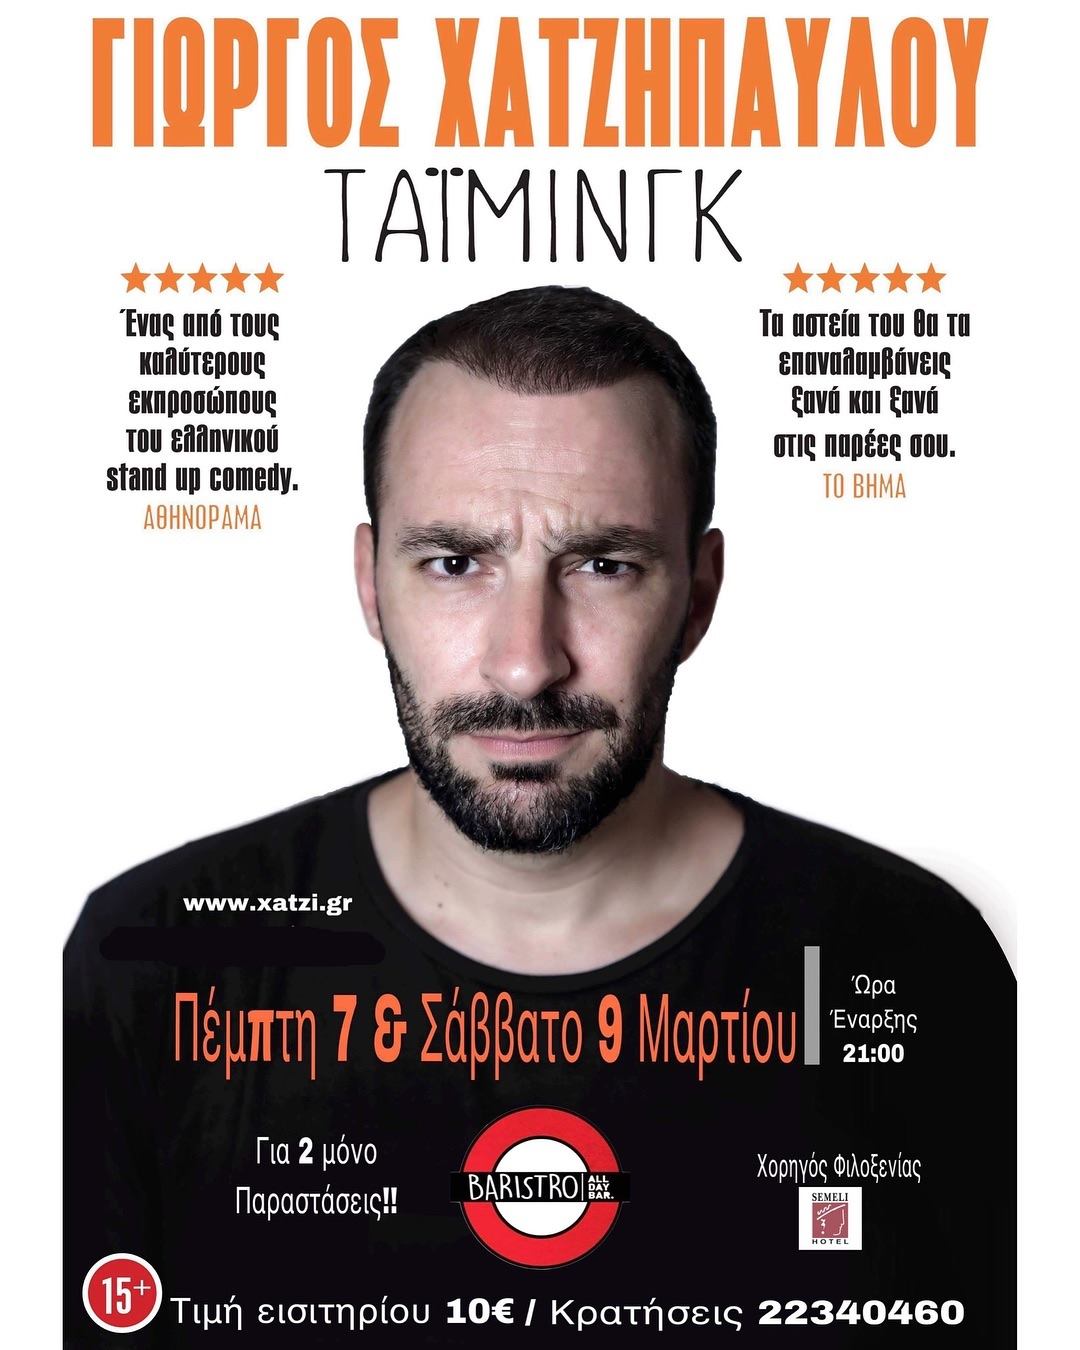 ΓΙΩΡΓΟΣ ΧΑΤΖΗΠΑΥΛΟΥ
ΤΑΪΜΙΝΓΚ
Ένας από τους
καλύτερους
εκπροσώπους
του ελληνικού
stand up comedy.
ΑΘΗΝΟΡΑΜΑ
Τα αστεία του θα τα
επαναλαμβάνεις
ξανά και ξανά
στις παρέες σου.
ΤΟ ΒΗΜΑ
www.xatzi.gr
Πέμπτη 7 & Σάββατο 9 Μαρτίου
Ώρα
Έναρξης
21:00
Για 2 μόνο
Παραστάσεις!!
BARISTRO
ALL
DAY
BAR.
Χορηγός Φιλοξενίας
SEMELI
HOTEL
15+
Τιμή εισιτηρίου 10€ / Κρατήσεις 22340460